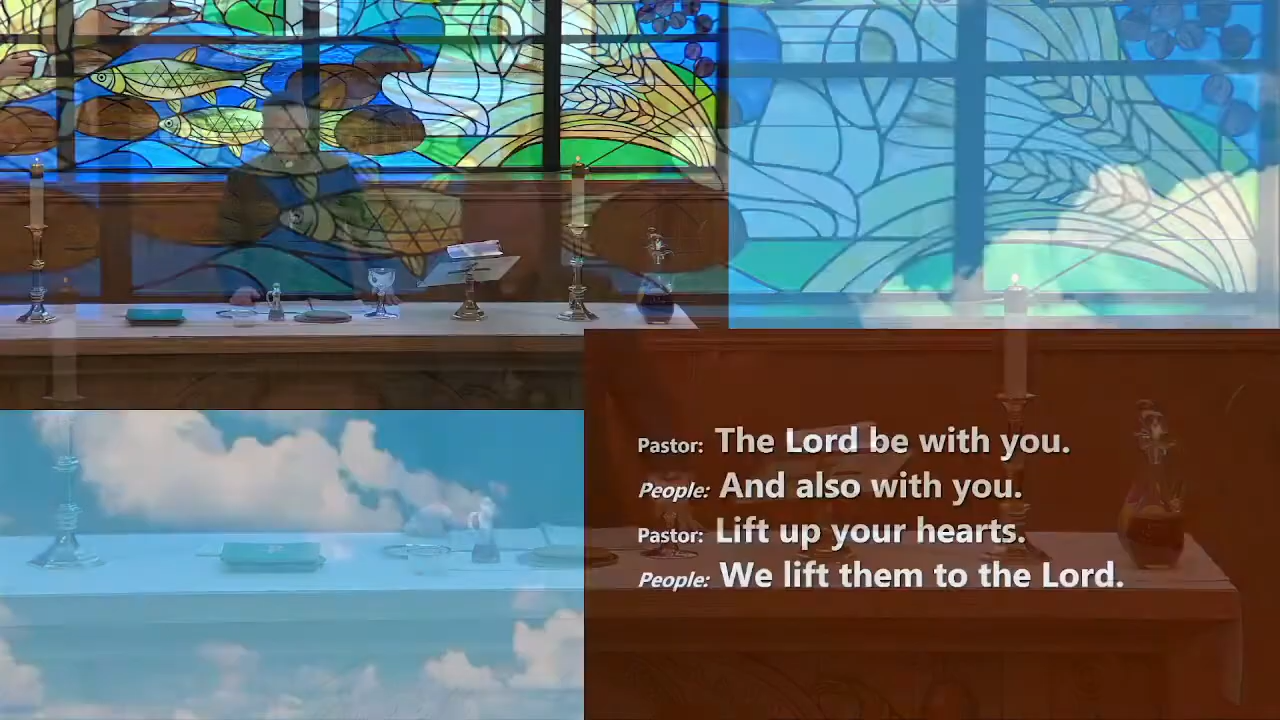 Pastor: The Lord be with you.
People: And also with you.
Pastor: Lift up your hearts.
People: We lift them to the Lord.